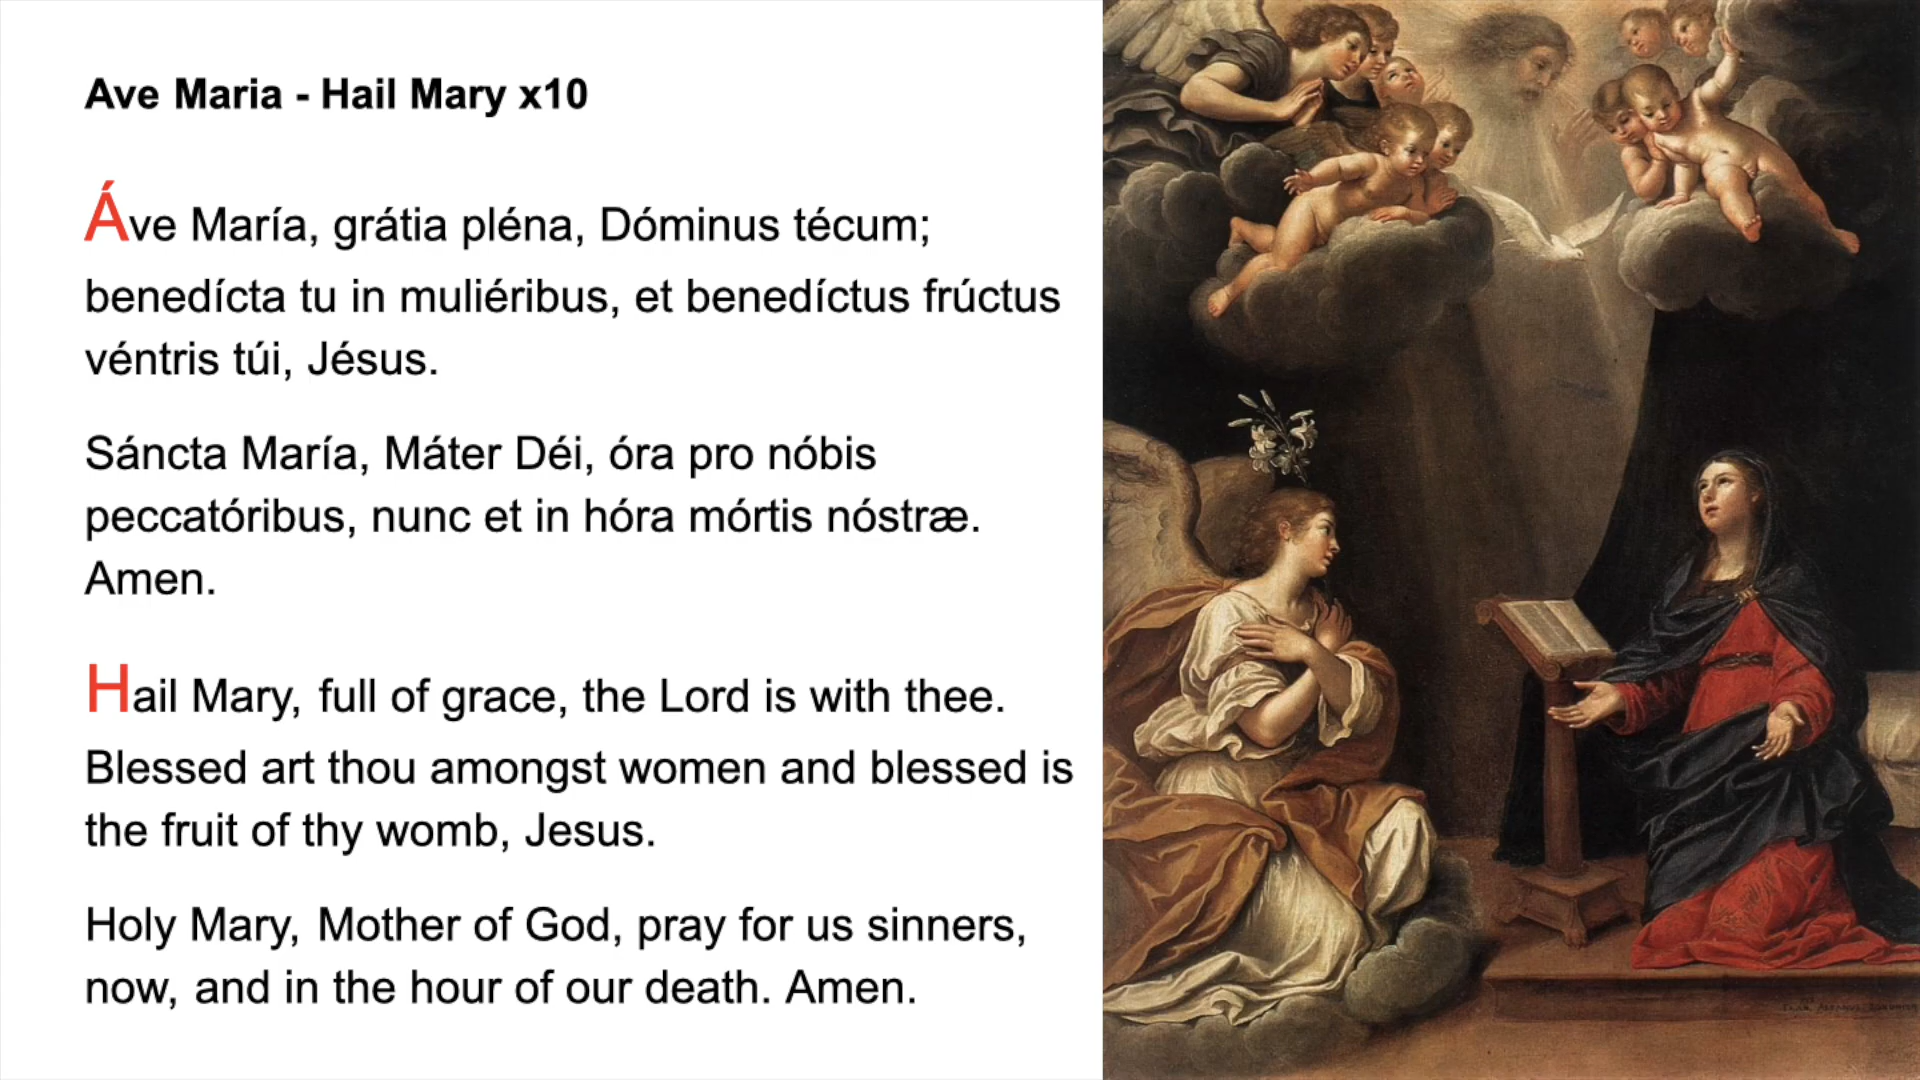 Ave Maria - Hail Mary x10
Áve María, grátia pléna, Dóminus técum;
benedícta tu in muliéribus, et benedíctus frúctus
véntris túi, Jésus.
Sáncta María, Máter Déi, óra pro nóbis
peccatóribus, nunc et in hóra mórtis nóstræ.
Amen.
Hail Mary, full of grace, the Lord is with thee.
Blessed art thou amongst women and blessed is
the fruit of thy womb, Jesus.
Holy Mary, Mother of God, pray for us sinners,
now, and in the hour of our death. Amen.